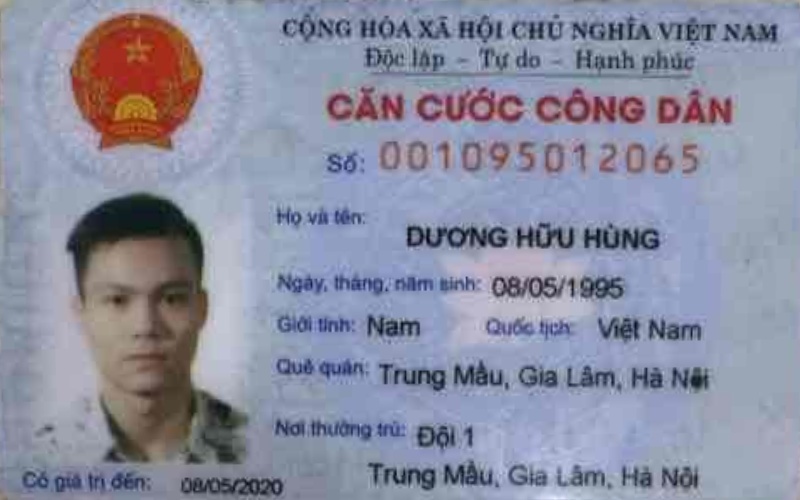 CỘNG HÒA XÃ HỘI CHỦ NGHĨA VIỆT NAM
Độc lập - Tự do - Hạnh phúc
CĂN CƯỚC CÔNG DÂN
Số: 001095012065
Họ và tên:
DƯƠNG HỮU HÙNG
Ngày, tháng, năm sinh: 08/05/1995
Giới tính: Nam Quốc tịch: Việt Nam
Quê quán: Trung Mầu, Gia Lâm, Hà Nội
Nơi thường trú: Đội 1
Trung Mầu, Gia Lâm, Hà Nội
Có giá trị đến: 08/05/2020